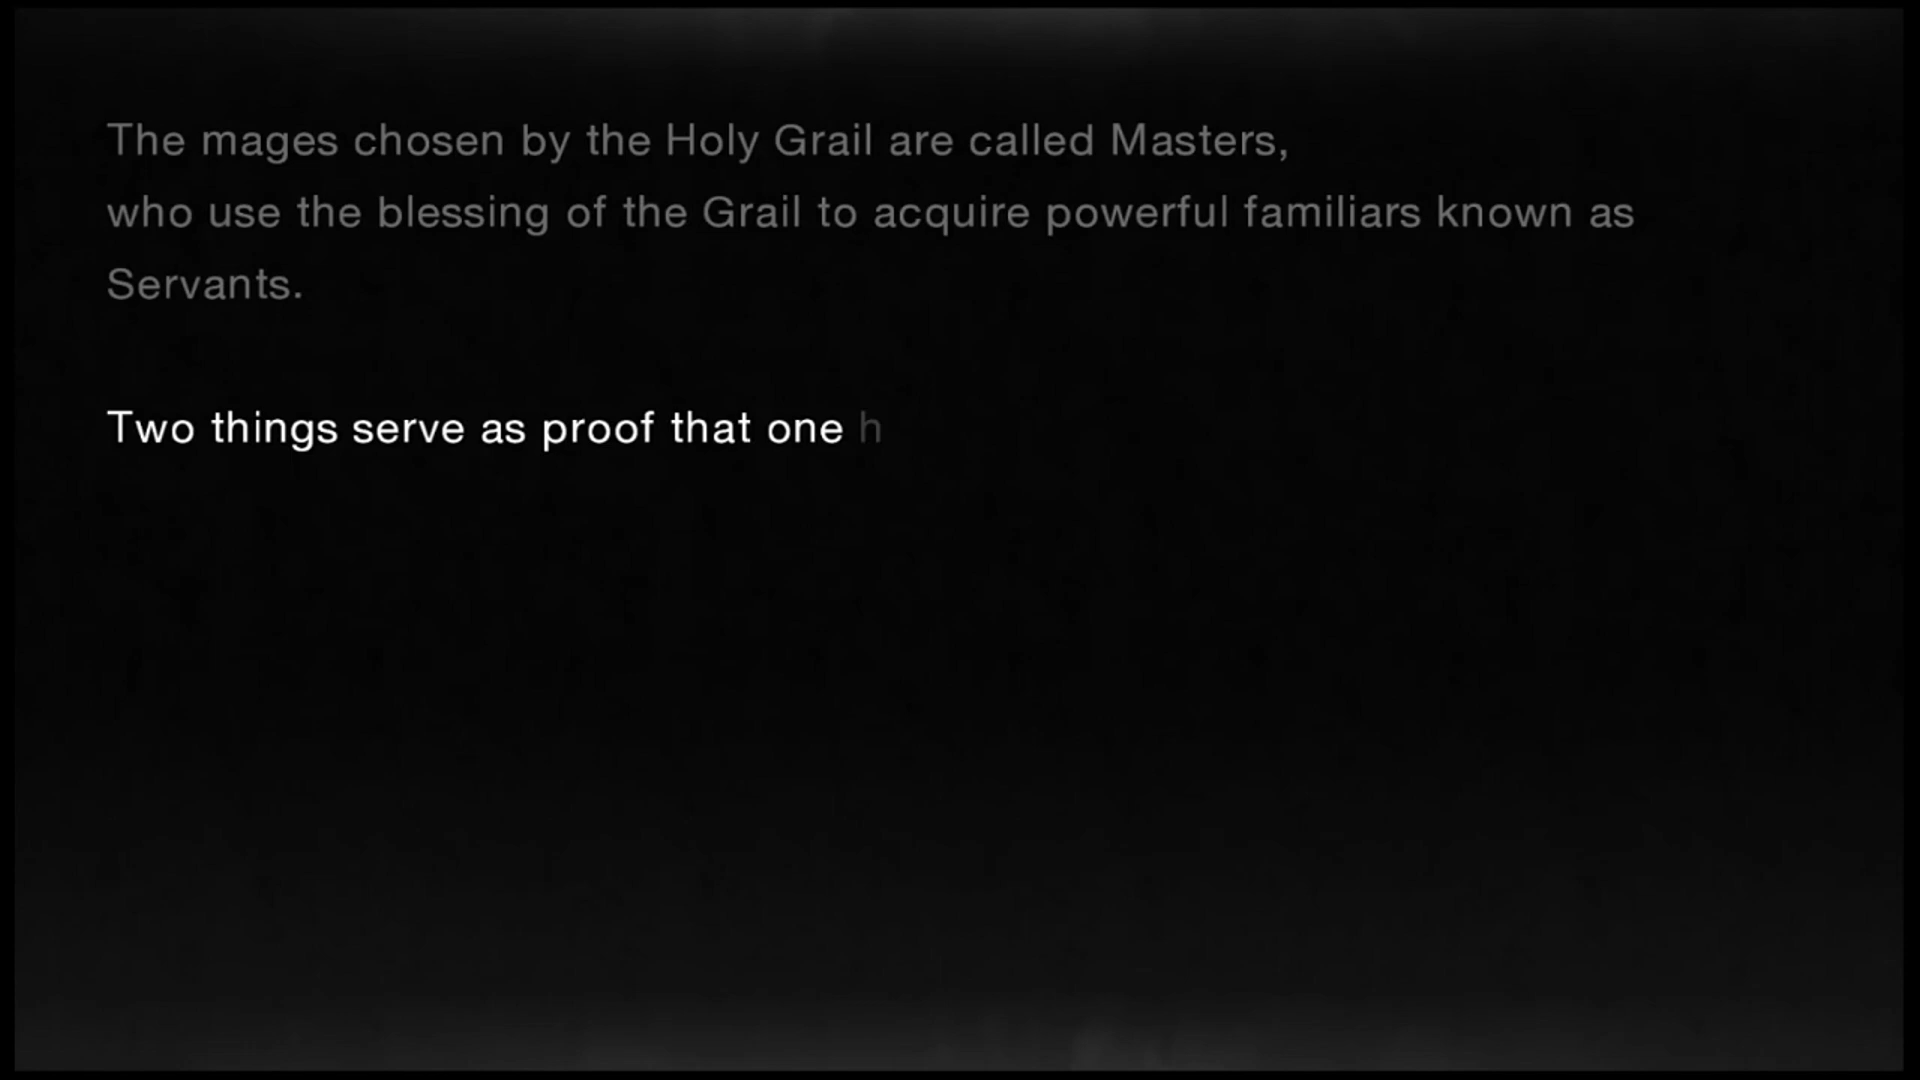 The mages chosen by the Holy Grail are called Masters,
who use the blessing of the Grail to acquire powerful familiars known as
Servants.
Two things serve as proof that one h